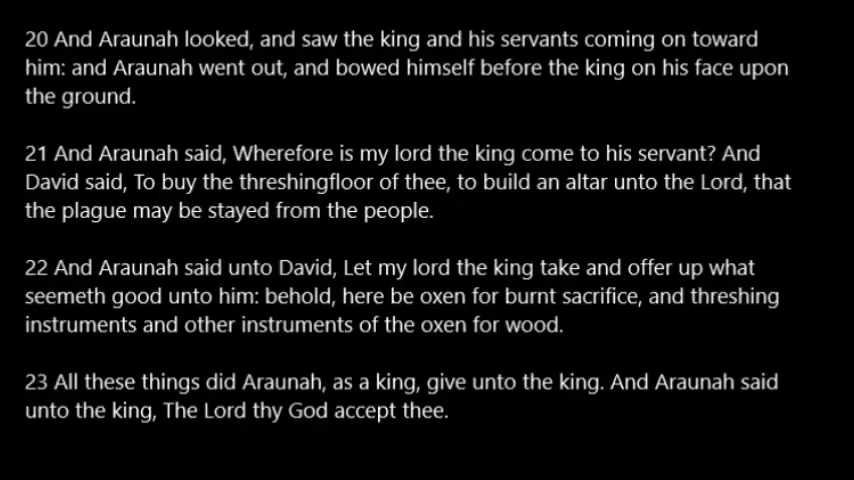 20 And Araunah looked, and saw the king and his servants coming on toward
him: and Araunah went out, and bowed himself before the king on his face upon
the ground.
21 And Araunah said, Wherefore is my lord the king come to his servant? And
David said, To buy the threshingfloor of thee, to build an altar unto the Lord, that
the plague may be stayed from the people.
22 And Araunah said unto David, Let my lord the king take and offer up what
seemeth good unto him: behold, here be oxen for burnt sacrifice, and threshing
instruments and other instruments of the oxen for wood.
23 All these things did Araunah, as a king, give unto the king. And Araunah said
unto the king, The Lord thy God accept thee.